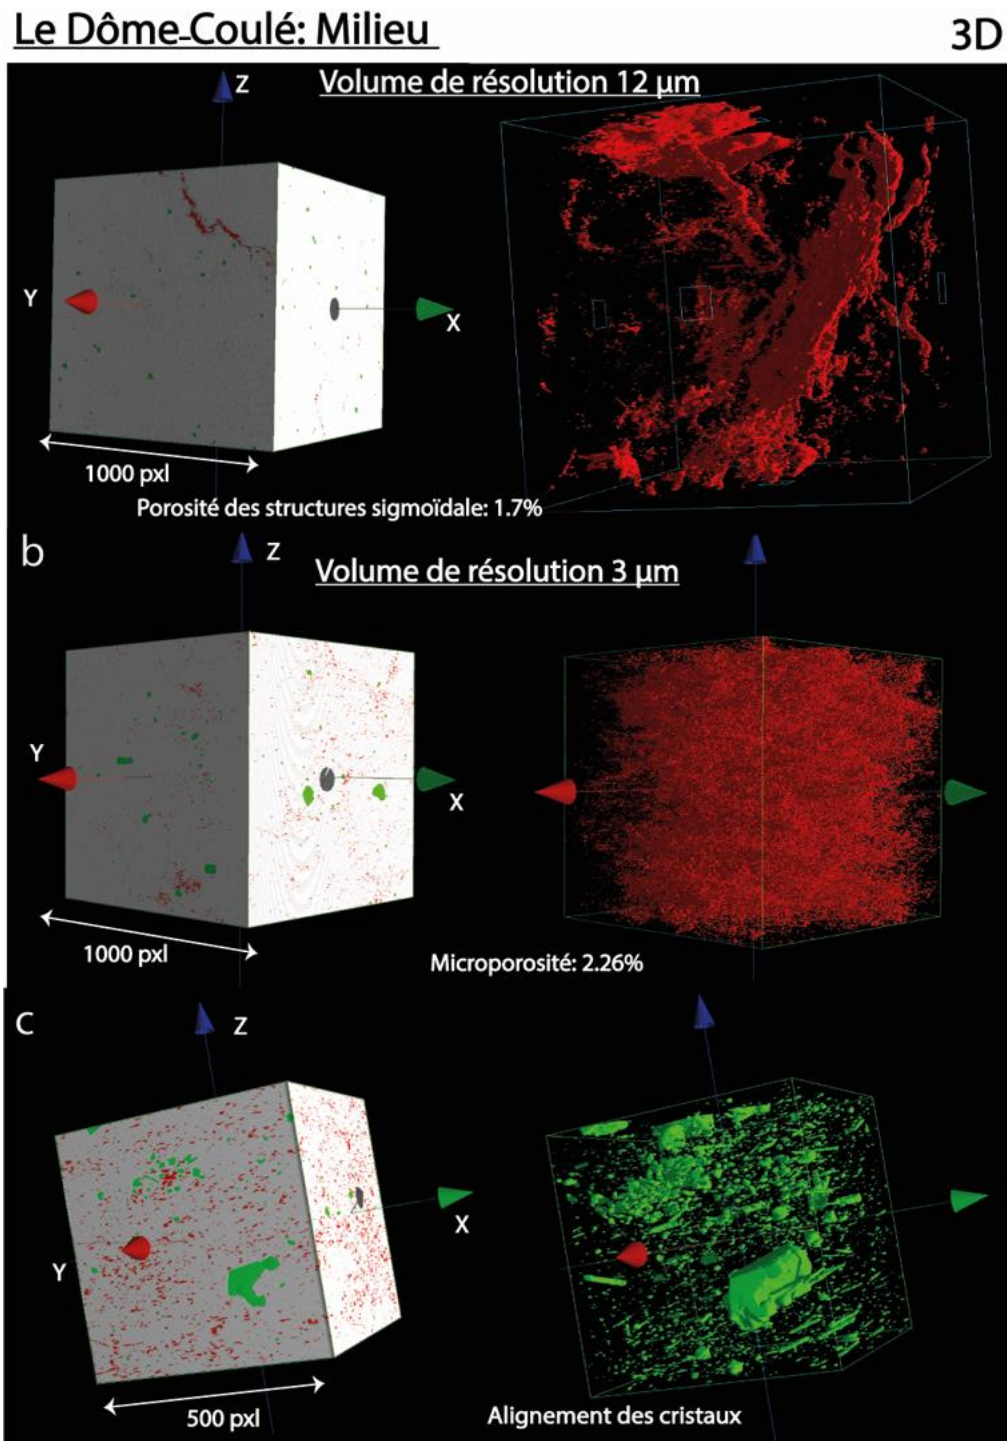 Le Dôme-Coulé: Milieu
3D
Volume de résolution 12 µm
Z
Y
X
1000 pxl
Porosité des structures sigmoïdale: 1.7%
b
Z
Volume de résolution 3 µm
Y
X
1000 pxl
Microporosité: 2.26%
c
Z
Y
X
500 pxl
Alignement des cristaux